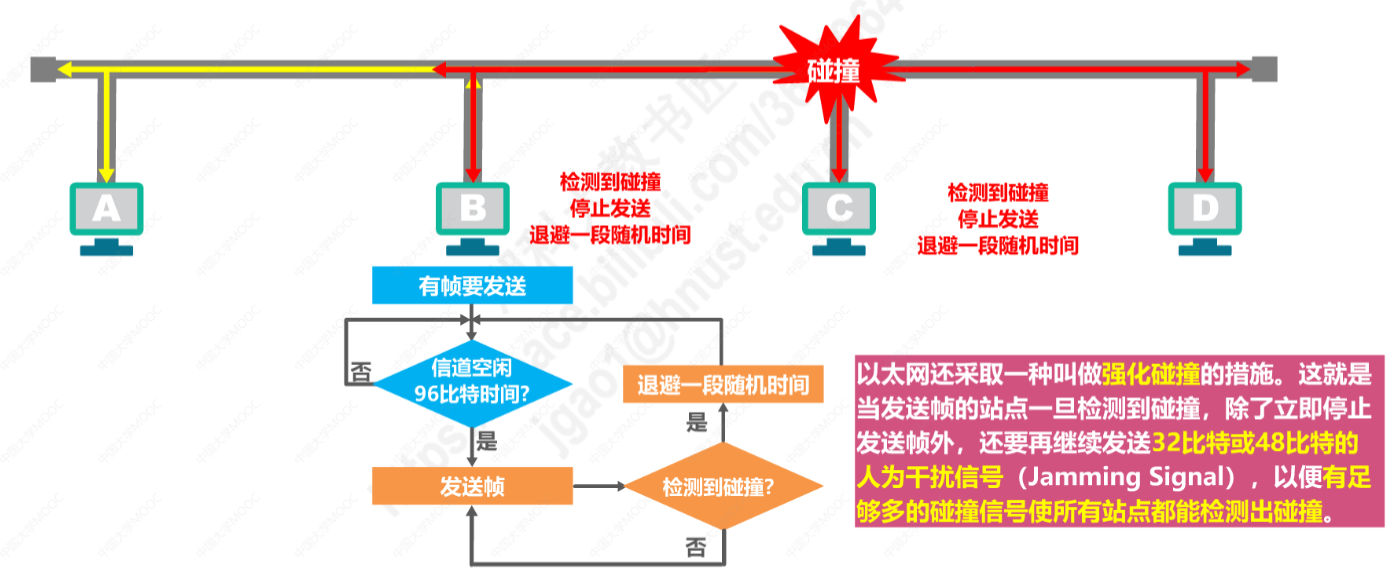 碰撞
A
B
C
D
检测到碰撞
停止发送
退避一段随机时间
检测到碰撞
停止发送
退避一段随机时间
有帧要发送
信道空闲
96比特时间?
否
是
发送帧
检测到碰撞?
是
否
退避一段随机时间
以太网还采取一种叫做强化碰撞的措施。这就是
当发送帧的站点一旦检测到碰撞，除了立即停止
发送帧外，还要再继续发送32比特或48比特的
人为干扰信号（Jamming Signal），以便有足
够多的碰撞信号使所有站点都能检测出碰撞。
中国大学MOOC